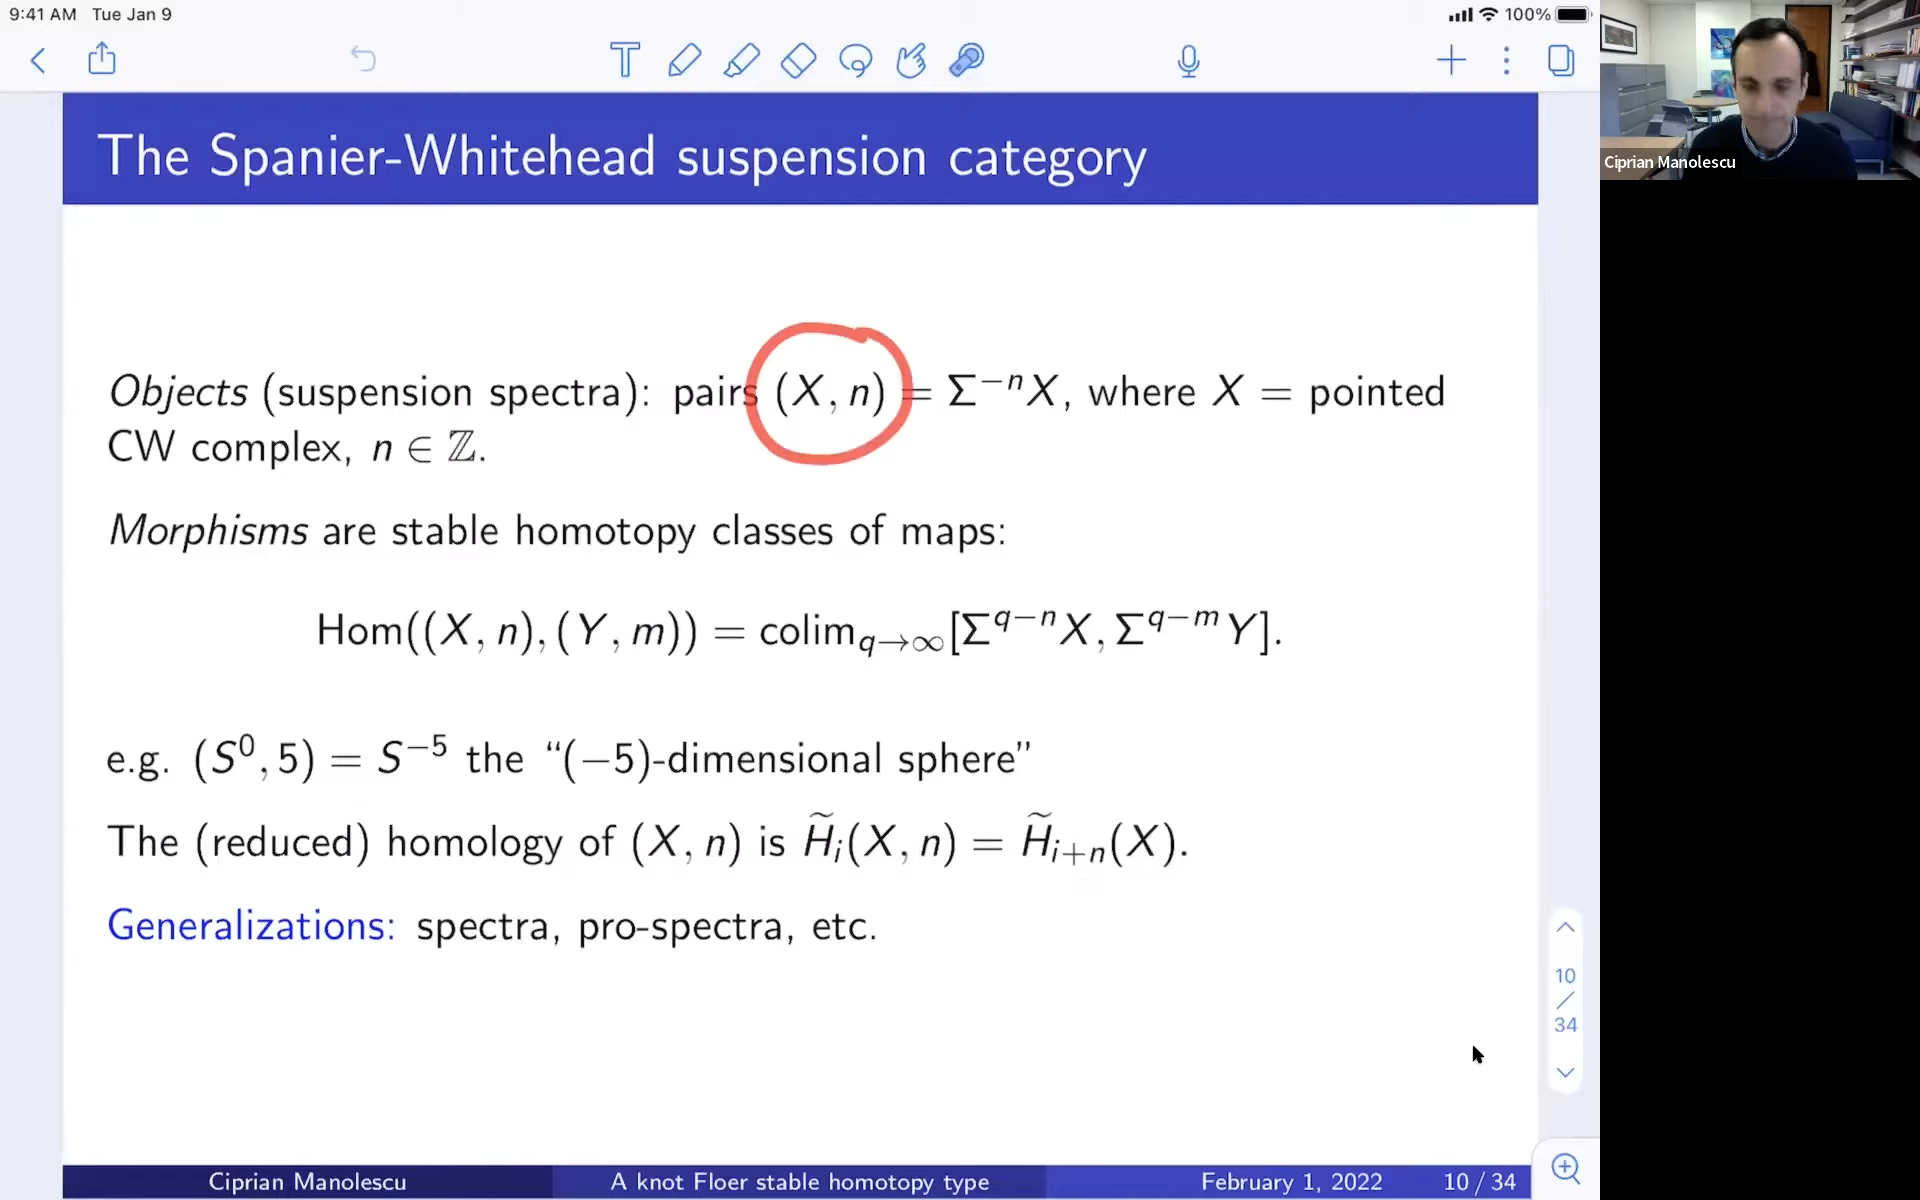 9:41 AM Tue Jan 9
100%
Ciprian Manolescu
The Spanier-Whitehead suspension category
Objects (suspension spectra): pairs (X, n) = Σ⁻ⁿX, where X = pointed
CW complex, n ∈ ℤ.
Morphisms are stable homotopy classes of maps:
Hom((X, n), (Y, m)) = colim_{q→∞}[Σ^{q−n}X, Σ^{q−m}Y].
e.g. (S⁰, 5) = S⁻⁵ the “(−5)-dimensional sphere”
The (reduced) homology of (X, n) is H̃ᵢ(X, n) = H̃ᵢ₊ₙ(X).
Generalizations: spectra, pro-spectra, etc.
10
/
34
Ciprian Manolescu A knot Floer stable homotopy type February 1, 2022 10 / 34